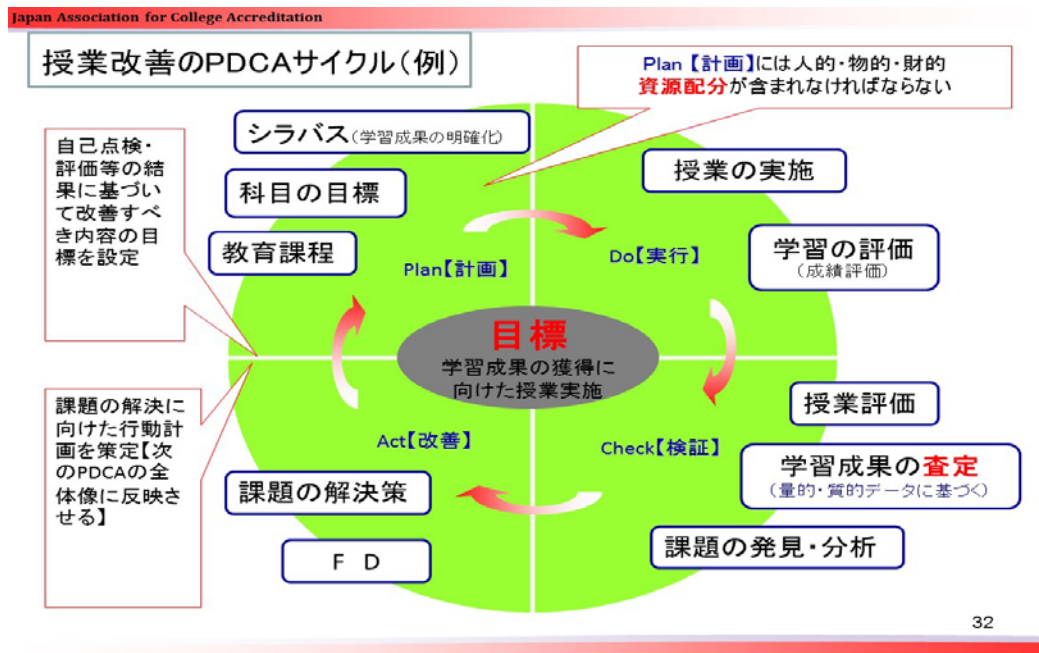 Japan Association for College Accreditation
授業改善のPDCAサイクル(例)
Plan【計画】には人的・物的・財的
資源配分が含まれなければならない
自己点検・
評価等の結
果に基づい
て改善すべ
き内容の目
標を設定
シラバス(学習成果の明確化)
科目の目標
教育課程
Plan【計画】
授業の実施
学習の評価
(成績評価)
Do【実行】
目標
学習成果の獲得に
向けた授業実施
課題の解決に
向けた行動計
画を策定【次
のPDCAの全
体像に反映さ
せる】
Act【改善】
課題の解決策
F D
Check【検証】
授業評価
学習成果の査定
(量的・質的データに基づく)
課題の発見・分析
32